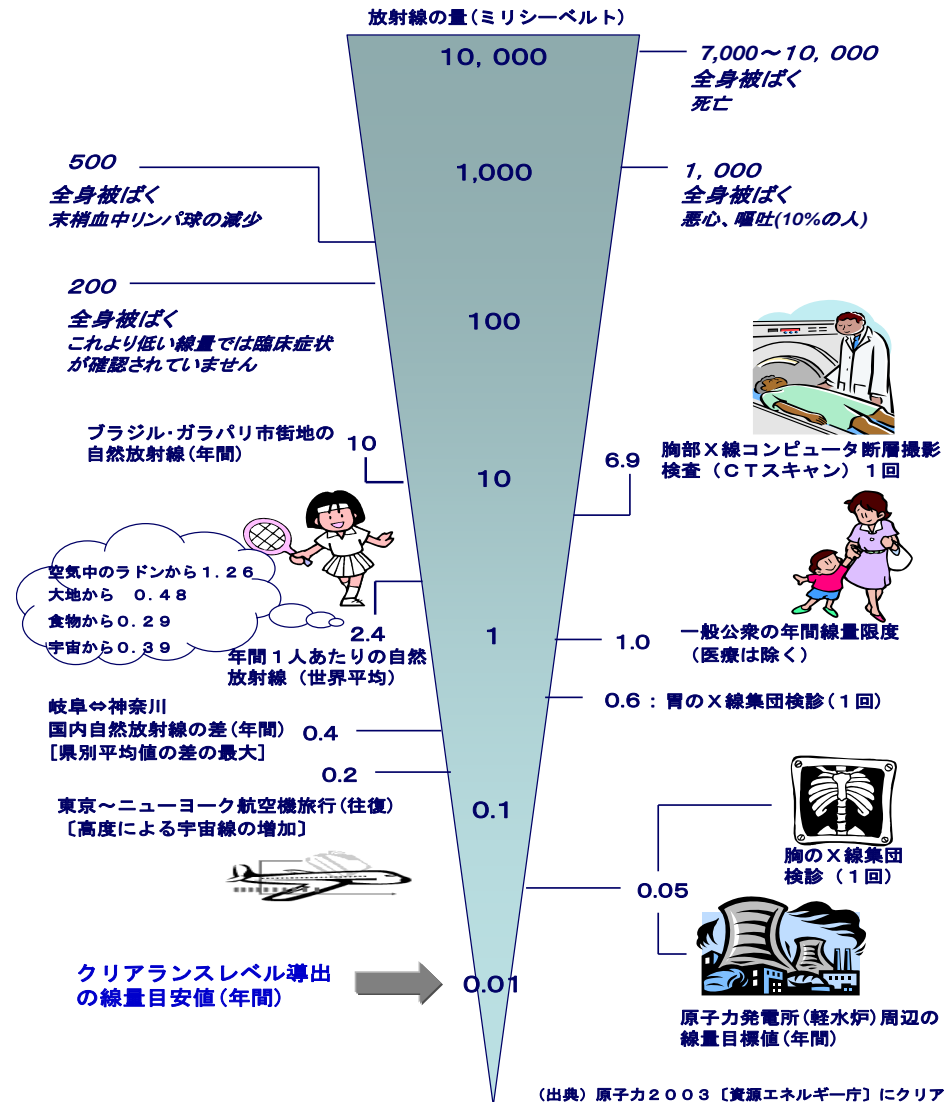 放射線の量（ミリシーベルト）
10，000
7,000～10，000
全身被ばく
死亡
500
全身被ばく
末梢血中リンパ球の減少
1,000
1，000
全身被ばく
悪心、嘔吐(10%の人)
200
全身被ばく
これより低い線量では臨床症状
が確認されていません
100
ブラジル･ガラパリ市街地の
自然放射線（年間）
10
10
6.9
胸部Ｘ線コンピュータ断層撮影
検査（ＣＴスキャン）１回
空気中のラドンから１.２６
大地から　０.４８
食物から０.２９
宇宙から０.３９
2.4
年間１人あたりの自然
放射線（世界平均）
1
1.0
一般公衆の年間線量限度
（医療は除く）
0.6：胃のＸ線集団検診（１回）
岐阜⇔神奈川
国内自然放射線の差（年間）
［県別平均値の差の最大］
0.4
0.2
東京～ニューヨーク航空機旅行（往復）
〔高度による宇宙線の増加〕
0.1
胸のＸ線集団
検診（１回）
0.05
クリアランスレベル導出
の線量目安値（年間）
0.01
原子力発電所（軽水炉）周辺の
線量目標値（年間）
（出典）原子力２００３〔資源エネルギー庁〕にクリア